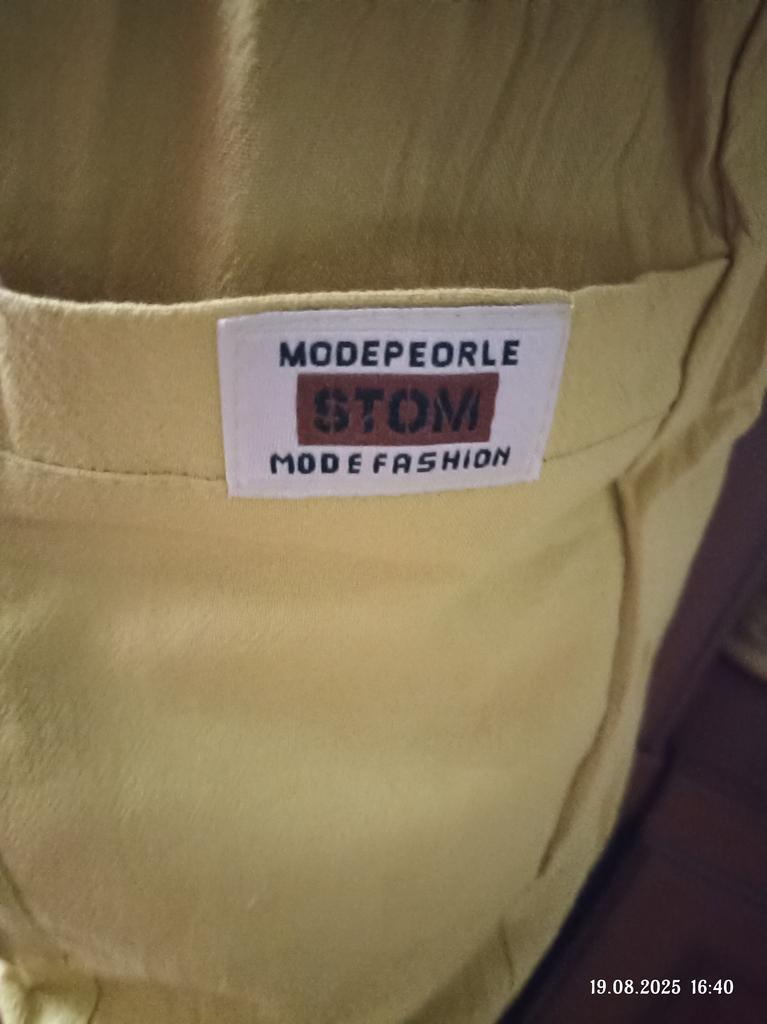 MODEPEORLE
STOM
MODE FASHION
19.08.2025 16:40